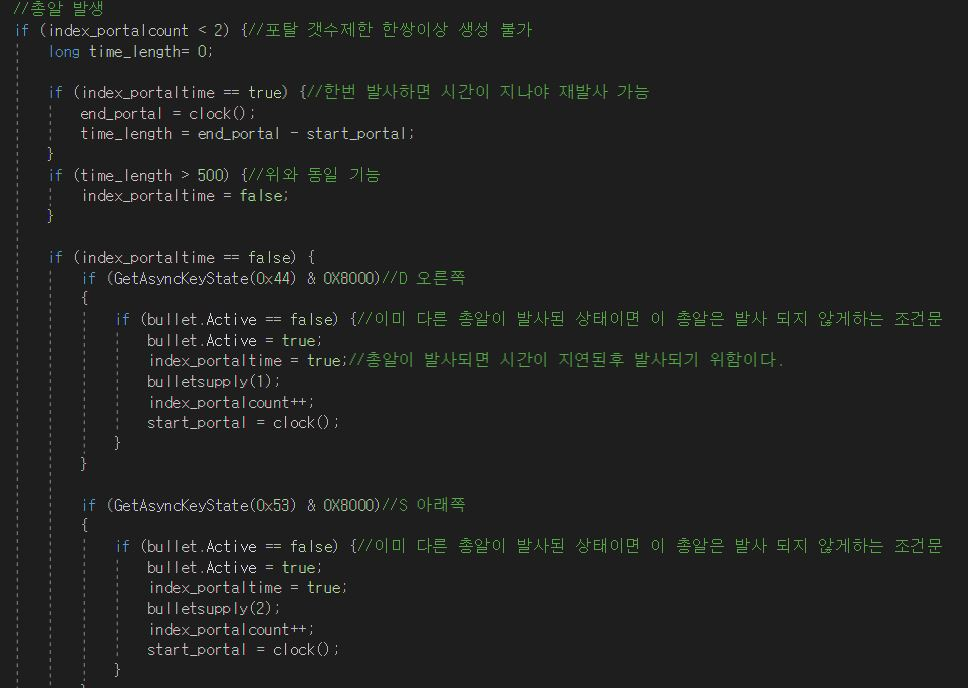 //총알 발생
if (index_portalcount < 2) {//포탈 갯수제한 한쌍이상 생성 불가
long time_length= 0;
if (index_portaltime == true) {//한번 발사하면 시간이 지나야 재발사 가능
end_portal = clock();
time_length = end_portal - start_portal;
}
if (time_length > 500) {//위와 동일 기능
index_portaltime = false;
}
if (index_portaltime == false) {
if (GetAsyncKeyState(0x44) & 0X8000)//D 오른쪽
{
if (bullet.Active == false) {//이미 다른 총알이 발사된 상태이면 이 총알은 발사 되지 않게하는 조건문
bullet.Active = true;
index_portaltime = true;//총알이 발사되면 시간이 지연된후 발사되기 위함이다.
bulletsupply(1);
index_portalcount++;
start_portal = clock();
}
}
if (GetAsyncKeyState(0x53) & 0X8000)//S 아래쪽
{
if (bullet.Active == false) {//이미 다른 총알이 발사된 상태이면 이 총알은 발사 되지 않게하는 조건문
bullet.Active = true;
index_portaltime = true;
bulletsupply(2);
index_portalcount++;
start_portal = clock();
}